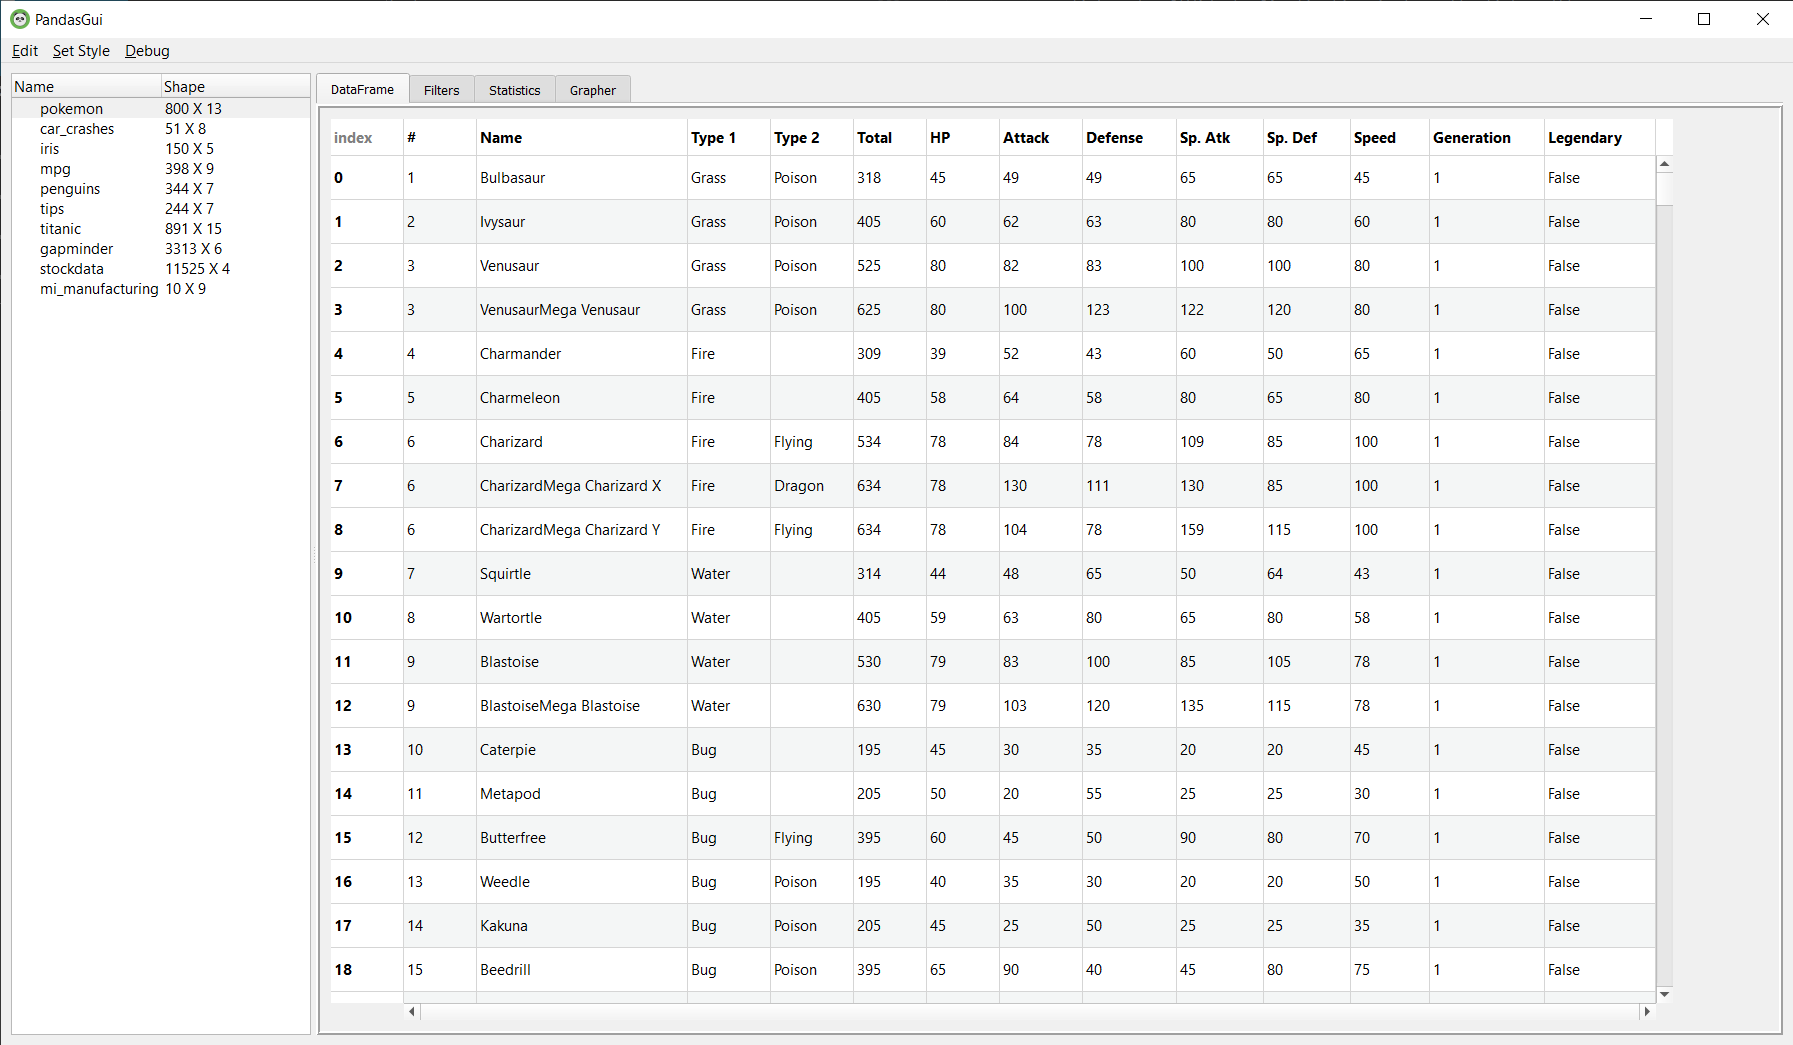 PandasGui
Edit Set Style Debug
Name Shape
pokemon 800 X 13
car_crashes 51 X 8
iris 150 X 5
mpg 398 X 9
penguins 344 X 7
tips 244 X 7
titanic 891 X 15
gapminder 3313 X 6
stockdata 11525 X 4
mi_manufacturing 10 X 9
DataFrame Filters Statistics Grapher
index # Name Type 1 Type 2 Total HP Attack Defense Sp. Atk Sp. Def Speed Generation Legendary
0 1 Bulbasaur Grass Poison 318 45 49 49 65 65 45 1 False
1 2 Ivysaur Grass Poison 405 60 62 63 80 80 60 1 False
2 3 Venusaur Grass Poison 525 80 82 83 100 100 80 1 False
3 3 VenusaurMega Venusaur Grass Poison 625 80 100 123 122 120 80 1 False
4 4 Charmander Fire 309 39 52 43 60 50 65 1 False
5 5 Charmeleon Fire 405 58 64 58 80 65 80 1 False
6 6 Charizard Fire Flying 534 78 84 78 109 85 100 1 False
7 6 CharizardMega Charizard X Fire Dragon 634 78 130 111 130 85 100 1 False
8 6 CharizardMega Charizard Y Fire Flying 634 78 104 78 159 115 100 1 False
9 7 Squirtle Water 314 44 48 65 50 64 43 1 False
10 8 Wartortle Water 405 59 63 80 65 80 58 1 False
11 9 Blastoise Water 530 79 83 100 85 105 78 1 False
12 9 BlastoiseMega Blastoise Water 630 79 103 120 135 115 78 1 False
13 10 Caterpie Bug 195 45 30 35 20 20 45 1 False
14 11 Metapod Bug 205 50 20 55 25 25 30 1 False
15 12 Butterfree Bug Flying 395 60 45 50 90 80 70 1 False
16 13 Weedle Bug Poison 195 40 35 30 20 20 50 1 False
17 14 Kakuna Bug Poison 205 45 25 50 25 25 35 1 False
18 15 Beedrill Bug Poison 395 65 90 40 45 80 75 1 False